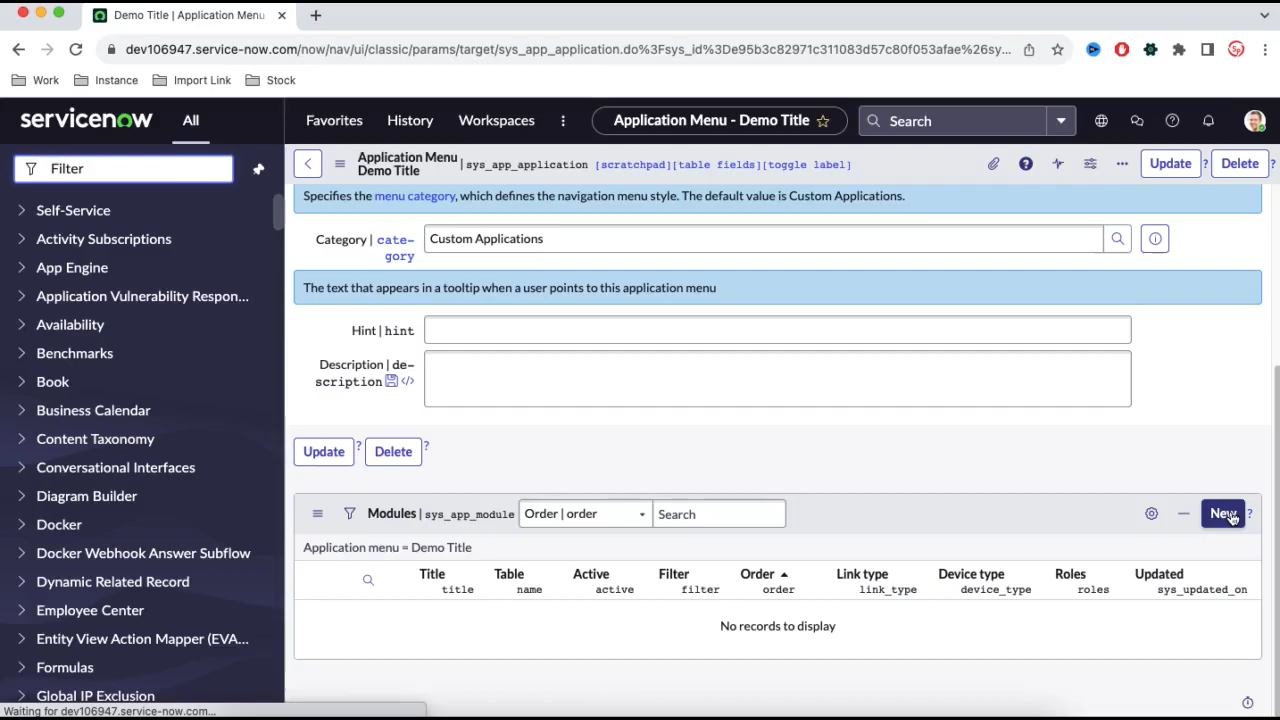 Demo Title | Application Menu
dev106947.service-now.com/now/nav/ui/classic/params/target/sys_app_application.do%3Fsys_id%3De95b3c82971c311083d57c80f053afae%26sy...
Work Instance Import Link Stock
servicenow All Favorites History Workspaces Application Menu - Demo Title Search
Filter
Application Menu
Demo Title
| sys_app_application [scratchpad][table fields][toggle label]
Update ? Delete ?
Self-Service
Activity Subscriptions
App Engine
Application Vulnerability Respon...
Availability
Benchmarks
Book
Business Calendar
Content Taxonomy
Conversational Interfaces
Diagram Builder
Docker
Docker Webhook Answer Subflow
Dynamic Related Record
Employee Center
Entity View Action Mapper (EVA...
Formulas
Global IP Exclusion
Specifies the menu category, which defines the navigation menu style. The default value is Custom Applications.
Category | cate-
gory
Custom Applications
The text that appears in a tooltip when a user points to this application menu
Hint | hint
Description | de-
scription
Update ? Delete ?
Modules | sys_app_module Order | order Search New ?
Application menu = Demo Title
Title Table Active Filter Order Link type Device type Roles Updated
title name active filter order link_type device_type roles sys_updated_on
No records to display
Waiting for dev106947.service-now.com...